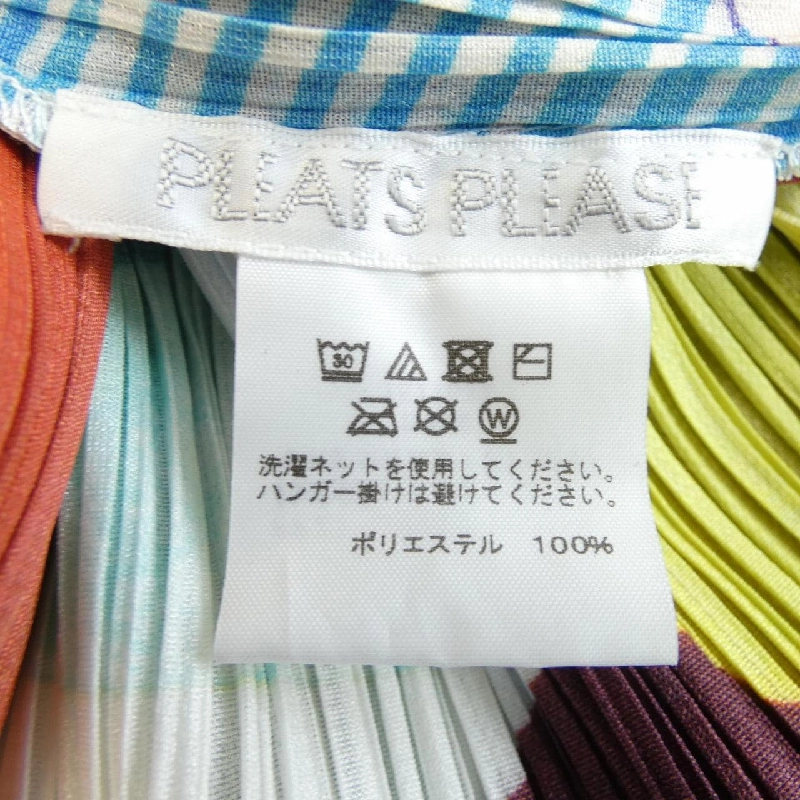 PLEATS PLEASE
30
W
洗濯ネットを使用してください。
ハンガー掛けは避けてください。
ポリエステル 100%